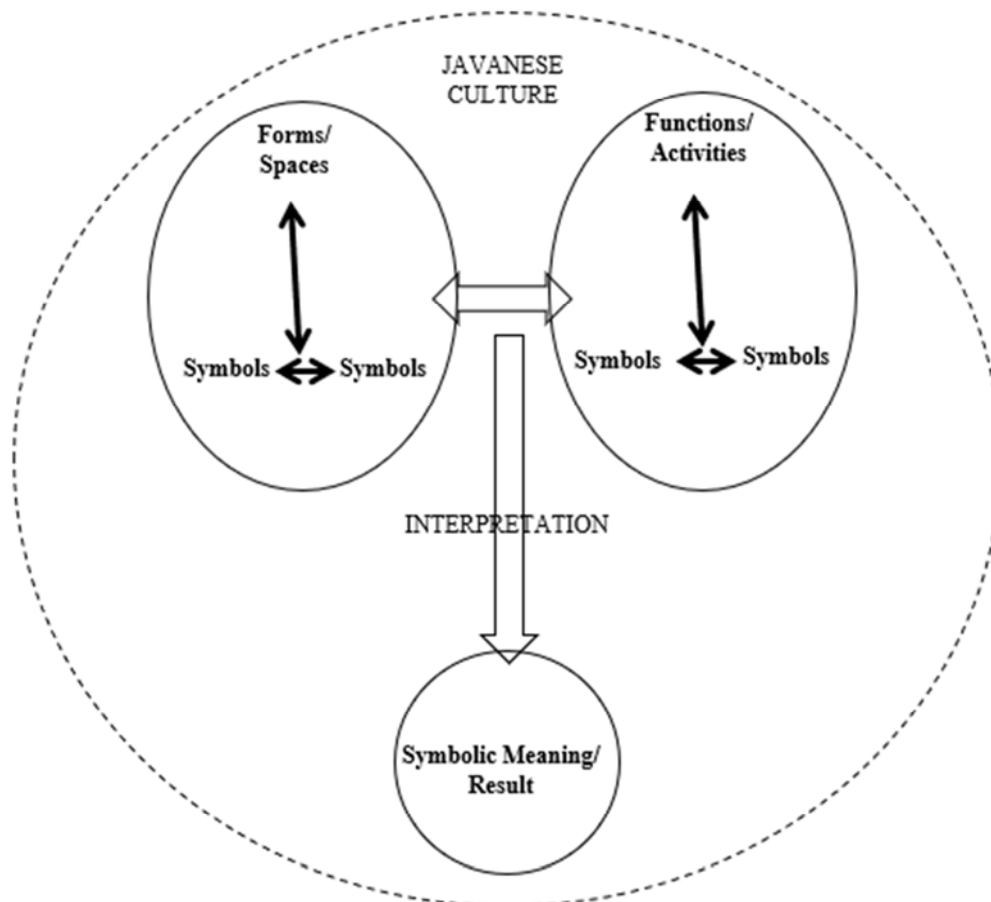 JAVANESE
CULTURE
Forms/
Spaces
Functions/
Activities
Symbols Symbols
Symbols Symbols
INTERPRETATION
Symbolic Meaning/
Result